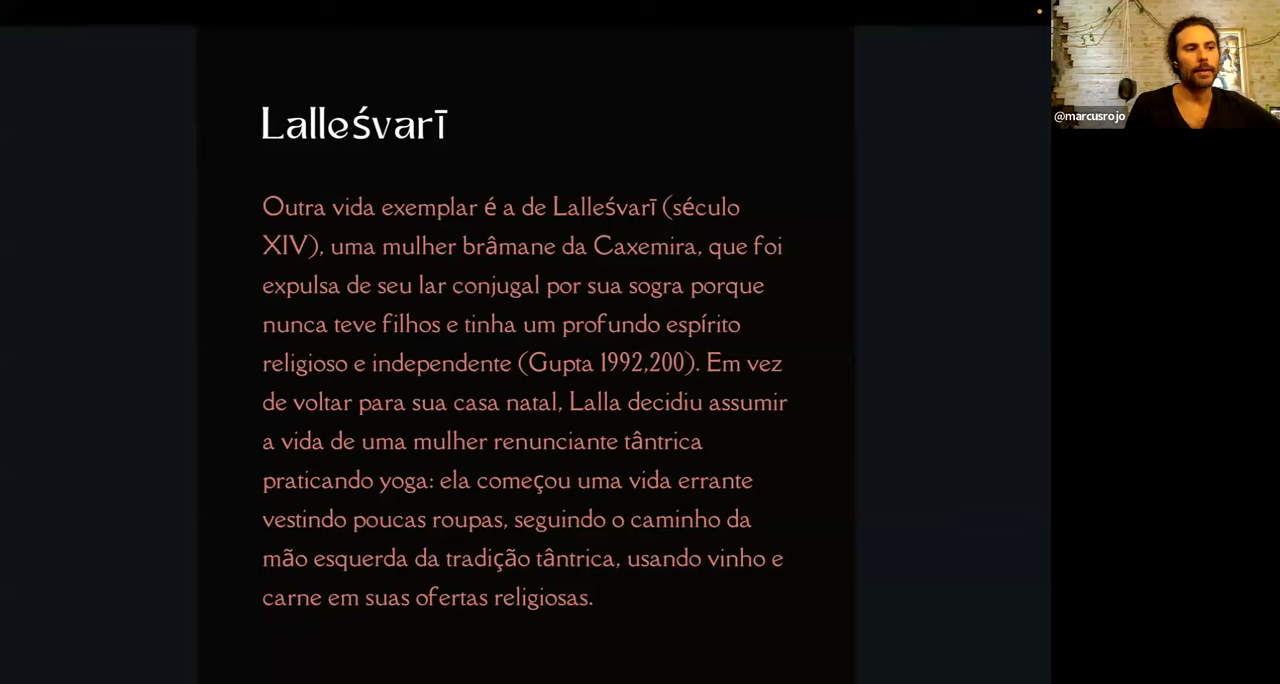 Lalleśvarī
Outra vida exemplar é a de Lalleśvarī (século
XIV), uma mulher brâmane da Caxemira, que foi
expulsa de seu lar conjugal por sua sogra porque
nunca teve filhos e tinha um profundo espírito
religioso e independente (Gupta 1992,200). Em vez
de voltar para sua casa natal, Lalla decidiu assumir
a vida de uma mulher renunciante tântrica
praticando yoga: ela começou uma vida errante
vestindo poucas roupas, seguindo o caminho da
mão esquerda da tradição tântrica, usando vinho e
carne em suas ofertas religiosas.
@marcusrojo